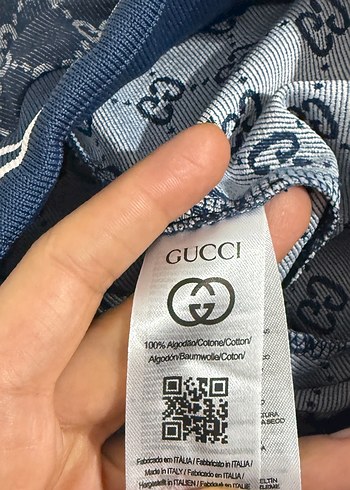 GUCCI
100% Algodão/Cotone/Cotton/
Algodón/Baumwolle/Coton/
Fabricado em ITÁLIA / Fabbricato in ITALIA /
Made in ITALY / Fabricado en ITALIA /
Hergestellt in ITALIEN / Fabriqué en ITALIE